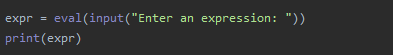 expr = eval(input("Enter an expression: "))
print(expr)